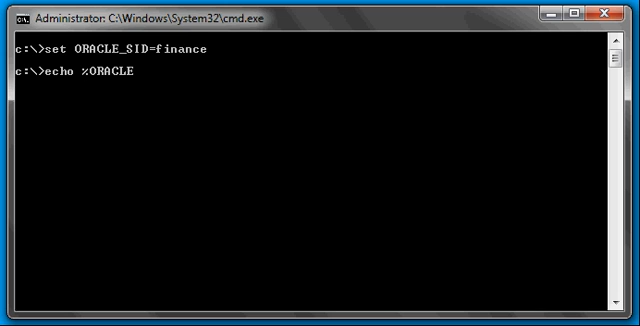 Administrator: C:\Windows\System32\cmd.exe
c:\>set ORACLE_SID=finance
c:\>echo %ORACLE